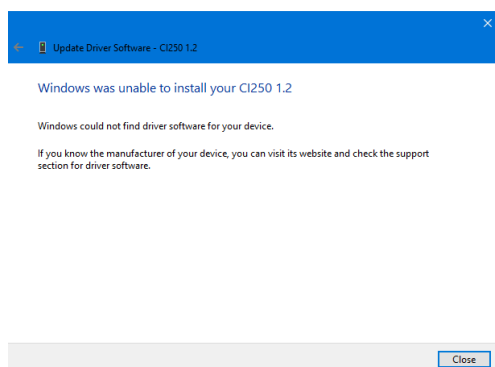 Update Driver Software - CI250 1.2
Windows was unable to install your CI250 1.2
Windows could not find driver software for your device.
If you know the manufacturer of your device, you can visit its website and check the support
section for driver software.
Close